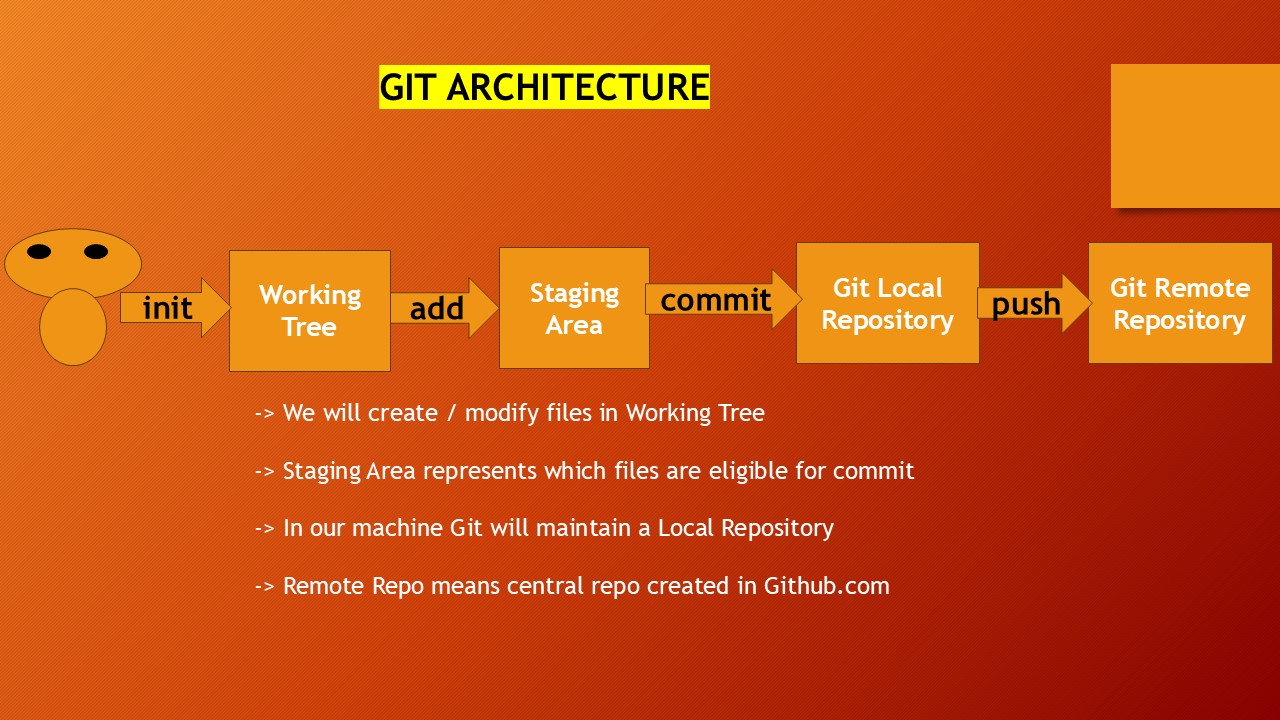 GIT ARCHITECTURE
init
Working
Tree
add
Staging
Area
commit
Git Local
Repository
push
Git Remote
Repository
-> We will create / modify files in Working Tree
-> Staging Area represents which files are eligible for commit
-> In our machine Git will maintain a Local Repository
-> Remote Repo means central repo created in Github.com